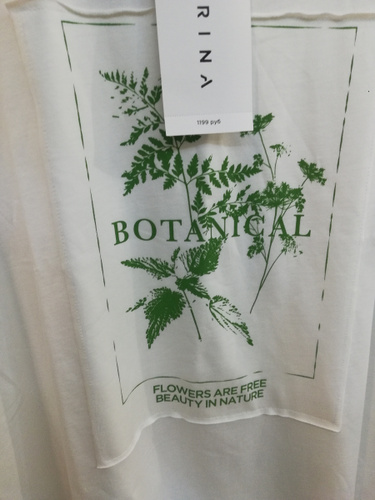 RINA
1199 руб
BOTANICAL
FLOWERS ARE FREE
BEAUTY IN NATURE